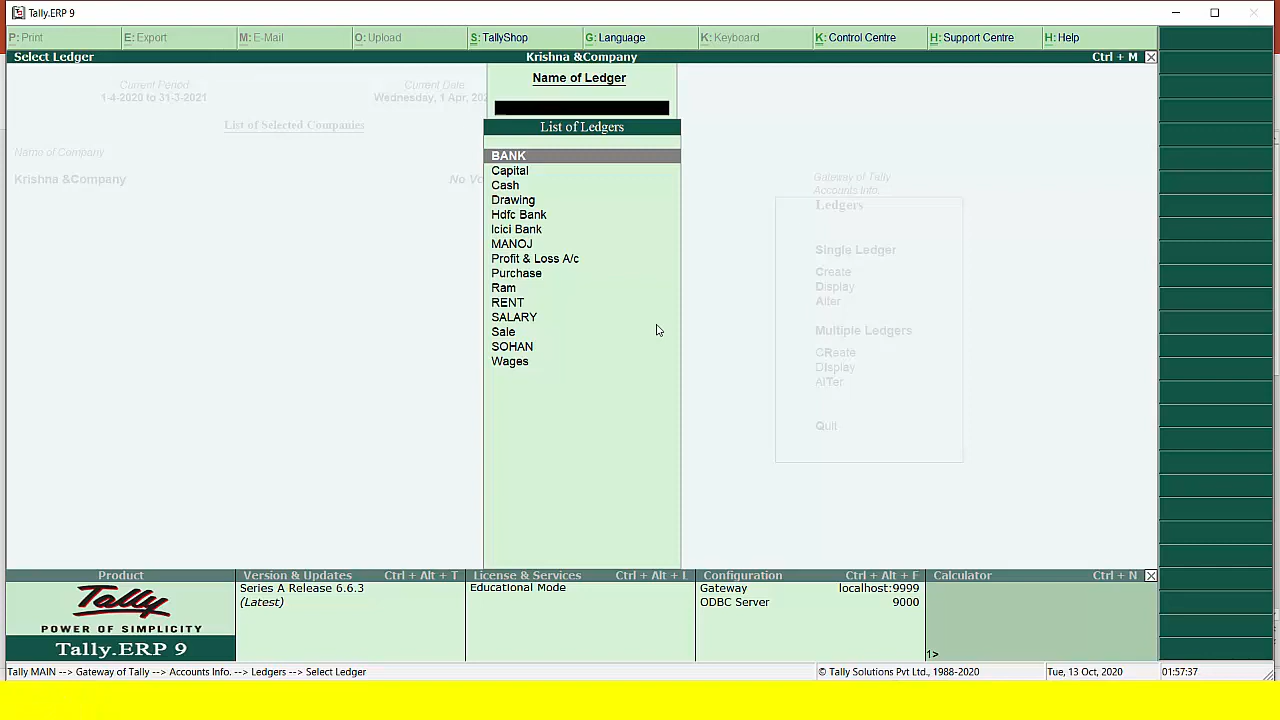 Tally.ERP 9
P: Print
E: Export
M: E-Mail
O: Upload
S: TallyShop
G: Language
K: Keyboard
K: Control Centre
H: Support Centre
H: Help
Select Ledger
Krishna &Company
Ctrl + M
Current Period
1-4-2020 to 31-3-2021
Current Date
Wednesday, 1 Apr, 202
List of Selected Companies
Name of Company
Krishna &Company
No Vo
Name of Ledger
List of Ledgers
BANK
Capital
Cash
Drawing
Hdfc Bank
Icici Bank
MANOJ
Profit & Loss A/c
Purchase
Ram
RENT
SALARY
Sale
SOHAN
Wages
Gateway of Tally
Accounts Info.
Ledgers
Single Ledger
Create
Display
Alter
Multiple Ledgers
CReate
DIsplay
AlTer
Quit
Product
Tally
POWER OF SIMPLICITY
Tally.ERP 9
Version & Updates Ctrl + Alt + T
Series A Release 6.6.3
(Latest)
License & Services Ctrl + Alt + L
Educational Mode
Configuration Ctrl + Alt + F
Gateway localhost:9999
ODBC Server 9000
Calculator Ctrl + N
1>
Tally MAIN --> Gateway of Tally --> Accounts Info. --> Ledgers --> Select Ledger
© Tally Solutions Pvt Ltd., 1988-2020
Tue, 13 Oct, 2020
01:57:37